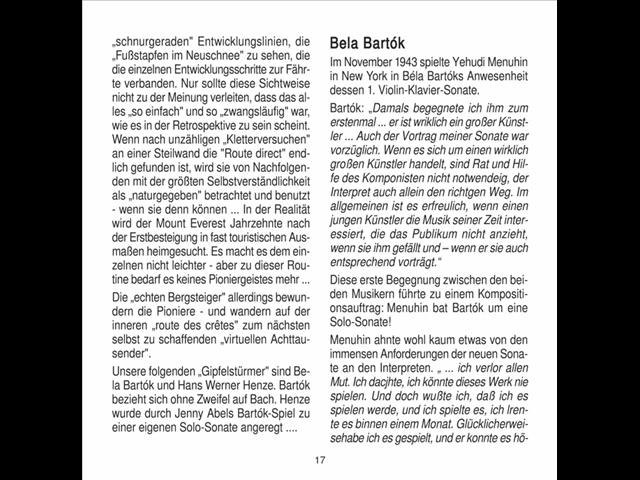 „schnurgeraden" Entwicklungslinien, die
„Fußstapfen im Neuschnee" zu sehen, die
die einzelnen Entwicklungsschritte zur Fähr-
te verbanden. Nur sollte diese Sichtweise
nicht zu der Meinung verleiten, dass das al-
les „so einfach" und so „zwangsläufig" war,
wie es in der Retrospektive zu sein scheint.
Wenn nach unzähligen „Kletterversuchen"
an einer Steilwand die "Route direct" end-
lich gefunden ist, wird sie von Nachfolgen-
den mit der größten Selbstverständlichkeit
als „naturgegeben" betrachtet und benutzt
- wenn sie denn können ... In der Realität
wird der Mount Everest Jahrzehnte nach
der Erstbesteigung in fast touristischen Aus-
maßen heimgesucht. Es macht es dem ein-
zelnen nicht leichter - aber zu dieser Rou-
tine bedarf es keines Pioniergeistes mehr ...
Die „echten Bergsteiger" allerdings bewun-
dern die Pioniere - und wandern auf der
inneren „route des crêtes" zum nächsten
selbst zu schaffenden „virtuellen Achttau-
sender".
Unsere folgenden „Gipfelstürmer" sind Be-
la Bartók und Hans Werner Henze. Bartók
bezieht sich ohne Zweifel auf Bach. Henze
wurde durch Jenny Abels Bartók-Spiel zu
einer eigenen Solo-Sonate angeregt ....
Bela Bartók
Im November 1943 spielte Yehudi Menuhin
in New York in Béla Bartóks Anwesenheit
dessen 1. Violin-Klavier-Sonate.
Bartók: „Damals begegnete ich ihm zum
erstenmal ... er ist wriklich ein großer Künst-
ler ... Auch der Vortrag meiner Sonate war
vorzüglich. Wenn es sich um einen wirklich
großen Künstler handelt, sind Rat und Hil-
fe des Komponisten nicht notwendeig, der
Interpret auch allein den richtgen Weg. Im
allgemeinen ist es erfreulich, wenn einen
jungen Künstler die Musik seiner Zeit inter-
essiert, die das Publikum nicht anzieht,
wenn sie ihm gefällt und – wenn er sie auch
entsprechend vorträgt.“
Diese erste Begegnung zwischen den bei-
den Musikern führte zu einem Kompositi-
onsauftrag: Menuhin bat Bartók um eine
Solo-Sonate!
Menuhin ahnte wohl kaum etwas von den
immensen Anforderungen der neuen Sona-
te an den Interpreten. „ ... ich verlor allen
Mut. Ich dacjhte, ich könnte dieses Werk nie
spielen. Und doch wußte ich, daß ich es
spielen werde, und ich spielte es, ich lren-
te es binnen einem Monat. Glücklicherwei-
sehabe ich es gespielt, und er konnte es hö-
17